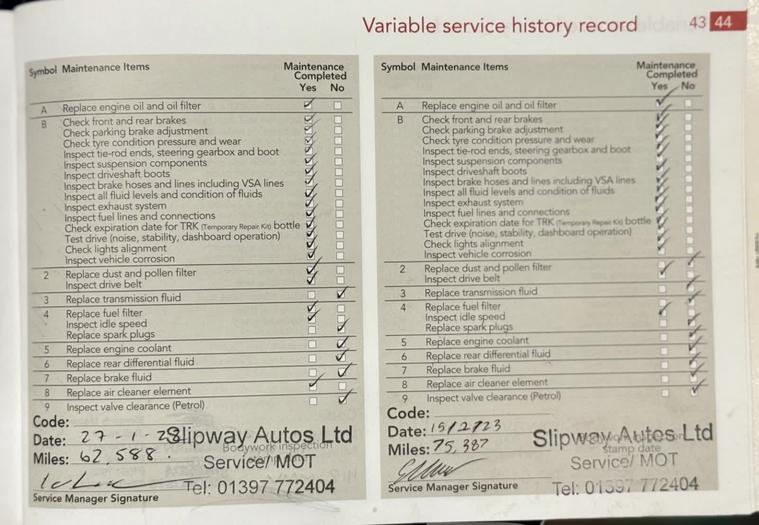 Variable service history record 43 44
Symbol Maintenance Items Maintenance
Completed
Yes No
A Replace engine oil and oil filter
B Check front and rear brakes
Check parking brake adjustment
Check tyre condition pressure and wear
Inspect tie-rod ends, steering gearbox and boot
Inspect suspension components
Inspect driveshaft boots
Inspect brake hoses and lines including VSA lines
Inspect all fluid levels and condition of fluids
Inspect exhaust system
Inspect fuel lines and connections
Check expiration date for TRK (Temporary Repair Kit) bottle
Test drive (noise, stability, dashboard operation)
Check lights alignment
Inspect vehicle corrosion
2 Replace dust and pollen filter
Inspect drive belt
3 Replace transmission fluid
4 Replace fuel filter
Inspect idle speed
Replace spark plugs
5 Replace engine coolant
6 Replace rear differential fluid
7 Replace brake fluid
8 Replace air cleaner element
9 Inspect valve clearance (Petrol)
Code:
Date: 27-1-
Miles: 62,588.
Service Manager Signature
Slipway Autos Ltd
Bodywork inspection
Service/ MOT
Tel: 01397 772404
Symbol Maintenance Items Maintenance
Completed
Yes No
A Replace engine oil and oil filter
B Check front and rear brakes
Check parking brake adjustment
Check tyre condition pressure and wear
Inspect tie-rod ends, steering gearbox and boot
Inspect suspension components
Inspect driveshaft boots
Inspect brake hoses and lines including VSA lines
Inspect all fluid levels and condition of fluids
Inspect exhaust system
Inspect fuel lines and connections
Check expiration date for TRK (Temporary Repair Kit) bottle
Test drive (noise, stability, dashboard operation)
Check lights alignment
Inspect vehicle corrosion
2 Replace dust and pollen filter
Inspect drive belt
3 Replace transmission fluid
4 Replace fuel filter
Inspect idle speed
Replace spark plugs
5 Replace engine coolant
6 Replace rear differential fluid
7 Replace brake fluid
8 Replace air cleaner element
9 Inspect valve clearance (Petrol)
Code:
Date: 15/2/23
Miles: 75,387
Service Manager Signature
Slipway Autos Ltd
stamp date
Service/ MOT
Tel: 01397 772404